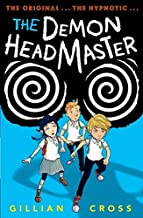 THE ORIGINAL... THE HYPNOTIC...
THE DEMON
HEADMASTER
GILLIAN CROSS